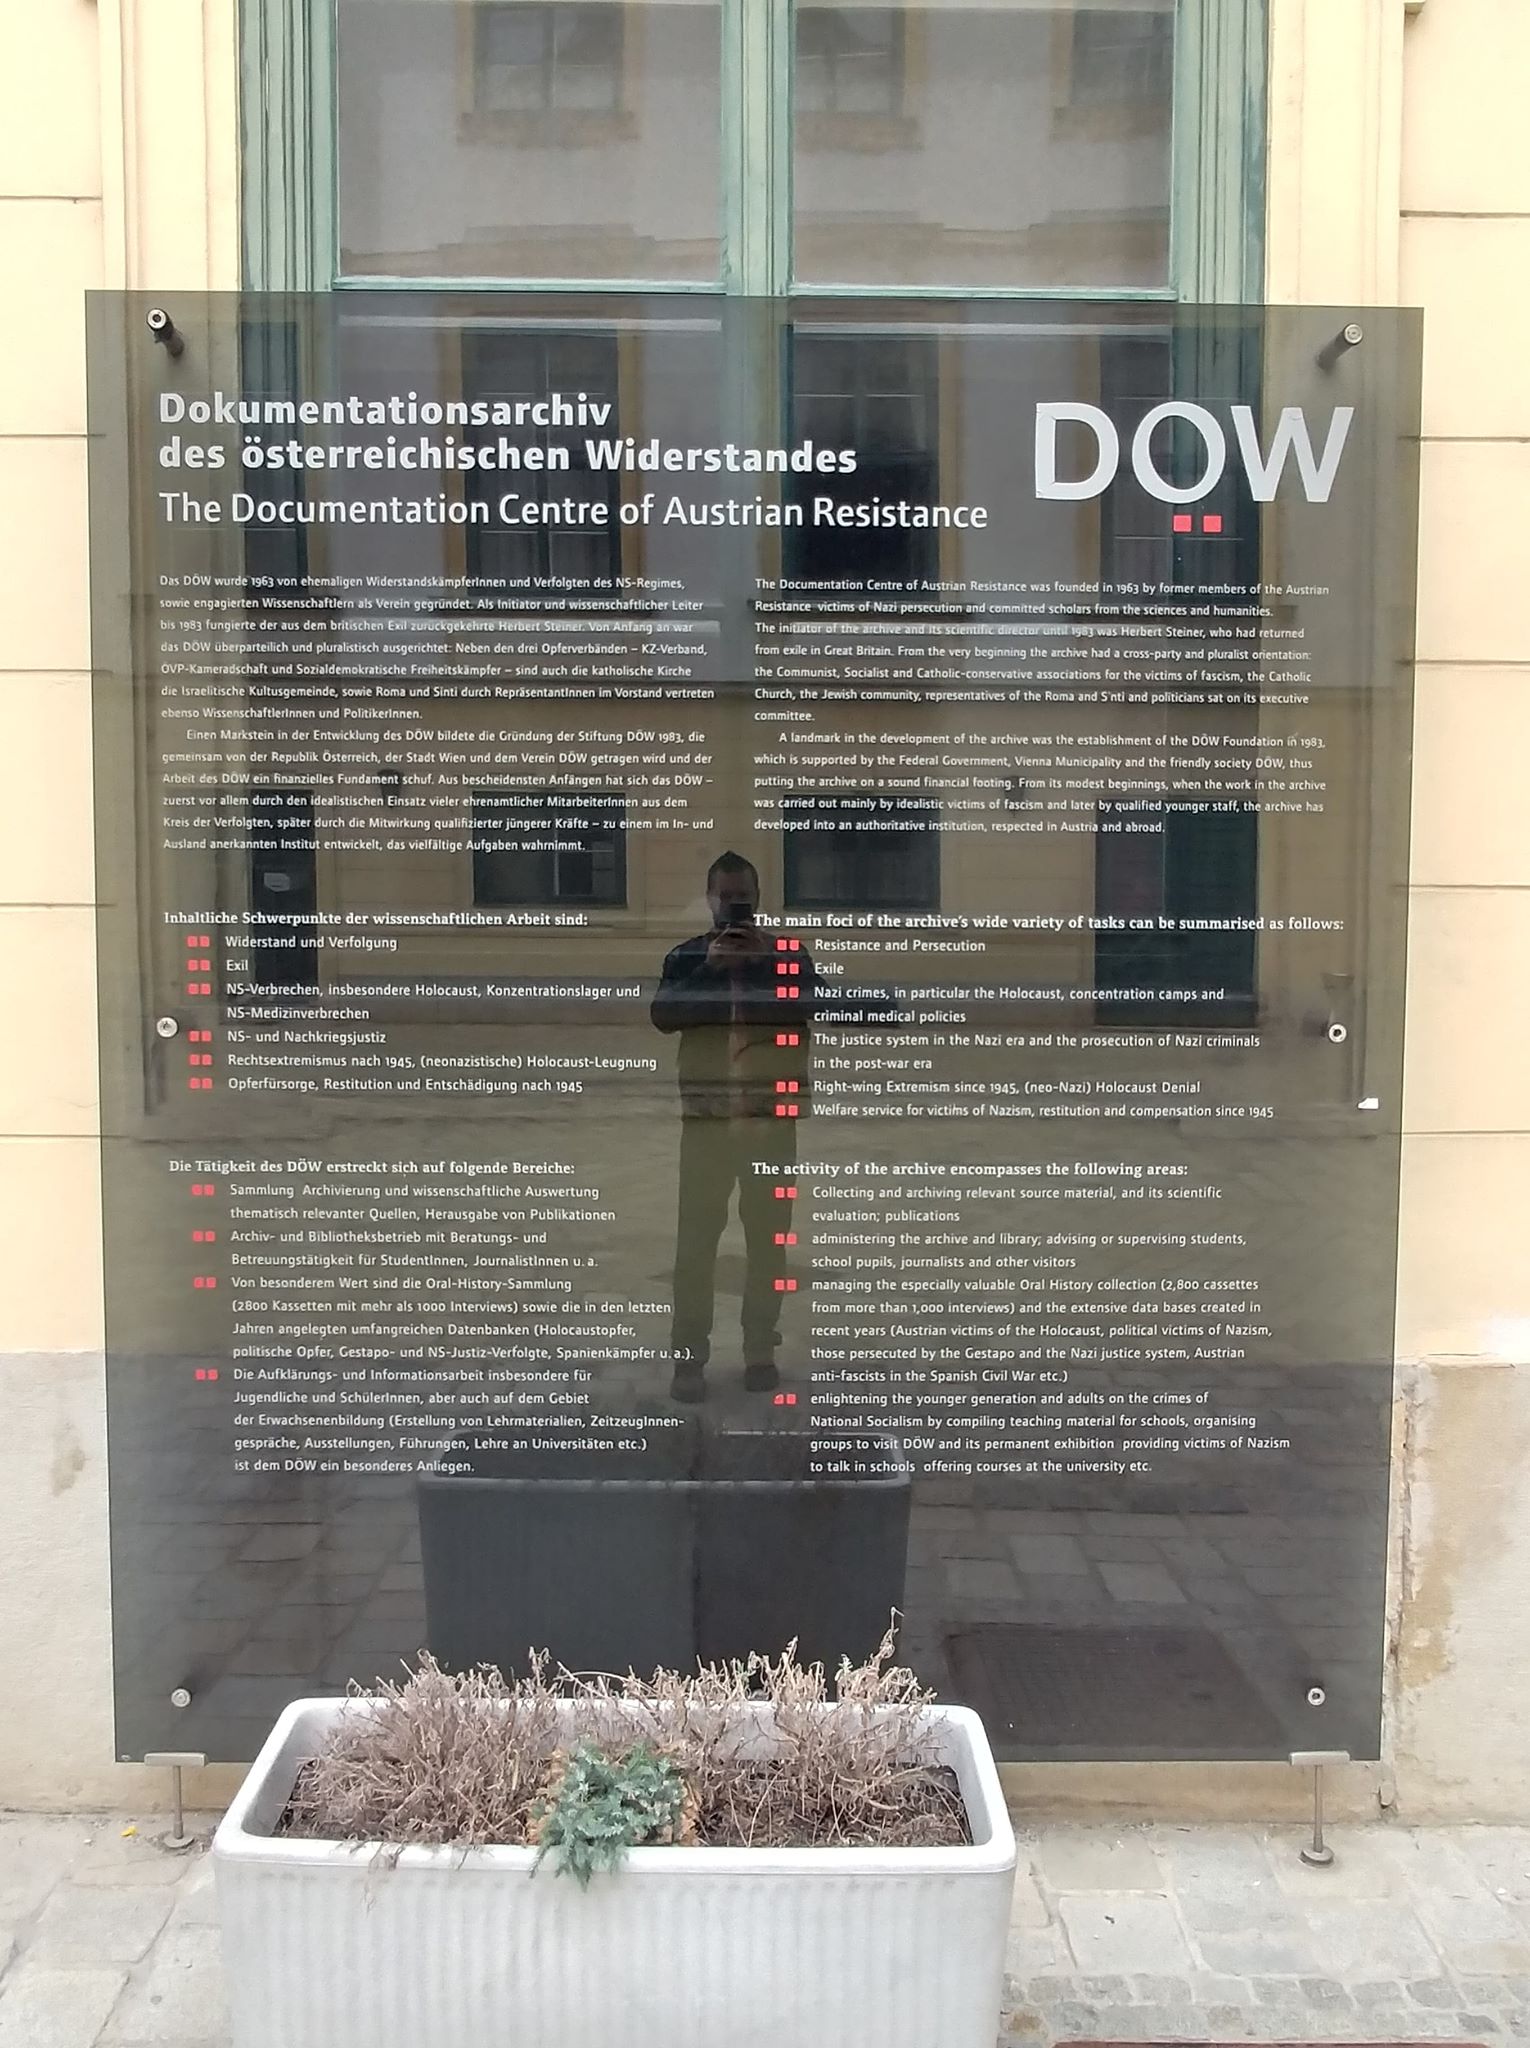 Dokumentationsarchiv
des österreichischen Widerstandes
The Documentation Centre of Austrian Resistance
DÖW
Das DÖW wurde 1963 von ehemaligen WiderstandskämpferInnen und Verfolgten des NS-Regimes,
sowie engagierten Wissenschaftlern als Verein gegründet. Als Initiator und wissenschaftlicher Leiter
bis 1983 fungierte der aus dem britischen Exil zurückgekehrte Herbert Steiner. Von Anfang an war
das DÖW überparteilich und pluralistisch ausgerichtet: Neben den drei Opferverbänden – KZ-Verband,
ÖVP-Kameradschaft und Sozialdemokratische Freiheitskämpfer – sind auch die katholische Kirche
die Israelitische Kultusgemeinde, sowie Roma und Sinti durch RepräsentantInnen im Vorstand vertreten
ebenso WissenschaftlerInnen und PolitikerInnen.
Einen Markstein in der Entwicklung des DÖW bildete die Gründung der Stiftung DÖW 1983, die
gemeinsam von der Republik Österreich, der Stadt Wien und dem Verein DÖW getragen wird und der
Arbeit des DÖW ein finanzielles Fundament schuf. Aus bescheidensten Anfängen hat sich das DÖW –
zuerst vor allem durch den idealistischen Einsatz vieler ehrenamtlicher MitarbeiterInnen aus dem
Kreis der Verfolgten, später durch die Mitwirkung qualifizierter jüngerer Kräfte – zu einem im In- und
Ausland anerkannten Institut entwickelt, das vielfältige Aufgaben wahrnimmt.
Inhaltliche Schwerpunkte der wissenschaftlichen Arbeit sind:
Widerstand und Verfolgung
Exil
NS-Verbrechen, insbesondere Holocaust, Konzentrationslager und
NS-Medizinverbrechen
NS- und Nachkriegsjustiz
Rechtsextremismus nach 1945, (neonazistische) Holocaust-Leugnung
Opferfürsorge, Restitution und Entschädigung nach 1945
Die Tätigkeit des DÖW erstreckt sich auf folgende Bereiche:
Sammlung Archivierung und wissenschaftliche Auswertung
thematisch relevanter Quellen, Herausgabe von Publikationen
Archiv- und Bibliotheksbetrieb mit Beratungs- und
Betreuungstätigkeit für StudentInnen, JournalistInnen u. a.
Von besonderem Wert sind die Oral-History-Sammlung
(2800 Kassetten mit mehr als 1000 Interviews) sowie die in den letzten
Jahren angelegten umfangreichen Datenbanken (Holocaustopfer,
politische Opfer, Gestapo- und NS-Justiz-Verfolgte, Spanienkämpfer u. a.).
Die Aufklärungs- und Informationsarbeit insbesondere für
Jugendliche und SchülerInnen, aber auch auf dem Gebiet
der Erwachsenenbildung (Erstellung von Lehrmaterialien, ZeitzeugInnen-
gespräche, Ausstellungen, Führungen, Lehre an Universitäten etc.)
ist dem DÖW ein besonderes Anliegen.
The Documentation Centre of Austrian Resistance was founded in 1963 by former members of the Austrian
Resistance victims of Nazi persecution and committed scholars from the sciences and humanities.
The initiator of the archive and its scientific director until 1983 was Herbert Steiner, who had returned
from exile in Great Britain. From the very beginning the archive had a cross-party and pluralist orientation:
the Communist, Socialist and Catholic-conservative associations for the victims of fascism, the Catholic
Church, the Jewish community, representatives of the Roma and S nti and politicians sat on its executive
committee.
A landmark in the development of the archive was the establishment of the DÖW Foundation in 1983,
which is supported by the Federal Government, Vienna Municipality and the friendly society DÖW, thus
putting the archive on a sound financial footing. From its modest beginnings, when the work in the archive
was carried out mainly by idealistic victims of fascism and later by qualified younger staff, the archive has
developed into an authoritative institution, respected in Austria and abroad.
The main foci of the archive's wide variety of tasks can be summarised as follows:
Resistance and Persecution
Exile
Nazi crimes, in particular the Holocaust, concentration camps and
criminal medical policies
The justice system in the Nazi era and the prosecution of Nazi criminals
in the post-war era
Right-wing Extremism since 1945, (neo-Nazi) Holocaust Denial
Welfare service for victims of Nazism, restitution and compensation since 1945
The activity of the archive encompasses the following areas:
Collecting and archiving relevant source material, and its scientific
evaluation; publications
administering the archive and library; advising or supervising students,
school pupils, journalists and other visitors
managing the especially valuable Oral History collection (2,800 cassettes
from more than 1,000 interviews) and the extensive data bases created in
recent years (Austrian victims of the Holocaust, political victims of Nazism,
those persecuted by the Gestapo and the Nazi justice system, Austrian
anti-fascists in the Spanish Civil War etc.)
enlightening the younger generation and adults on the crimes of
National Socialism by compiling teaching material for schools, organising
groups to visit DÖW and its permanent exhibition providing victims of Nazism
to talk in schools offering courses at the university etc.